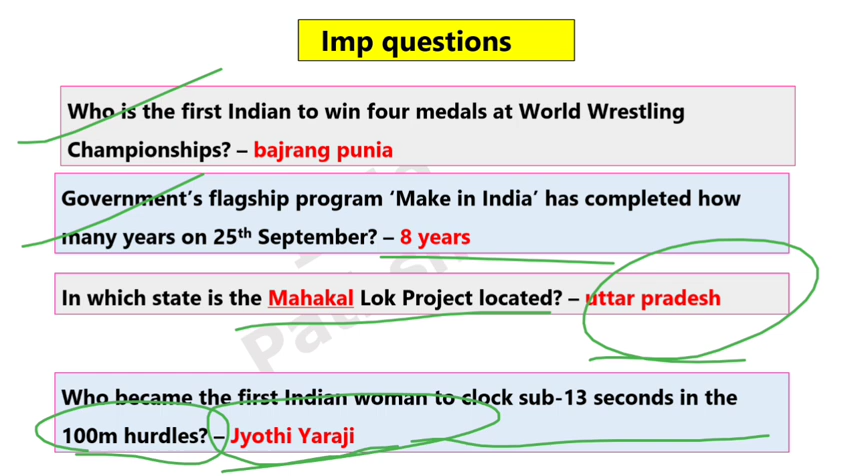 Imp questions
Who is the first Indian to win four medals at World Wrestling
Championships? – bajrang punia
Government's flagship program 'Make in India' has completed how
many years on 25th September? – 8 years
In which state is the Mahakal Lok Project located? – uttar pradesh
Who became the first Indian woman to clock sub-13 seconds in the
100m hurdles? – Jyothi Yaraji